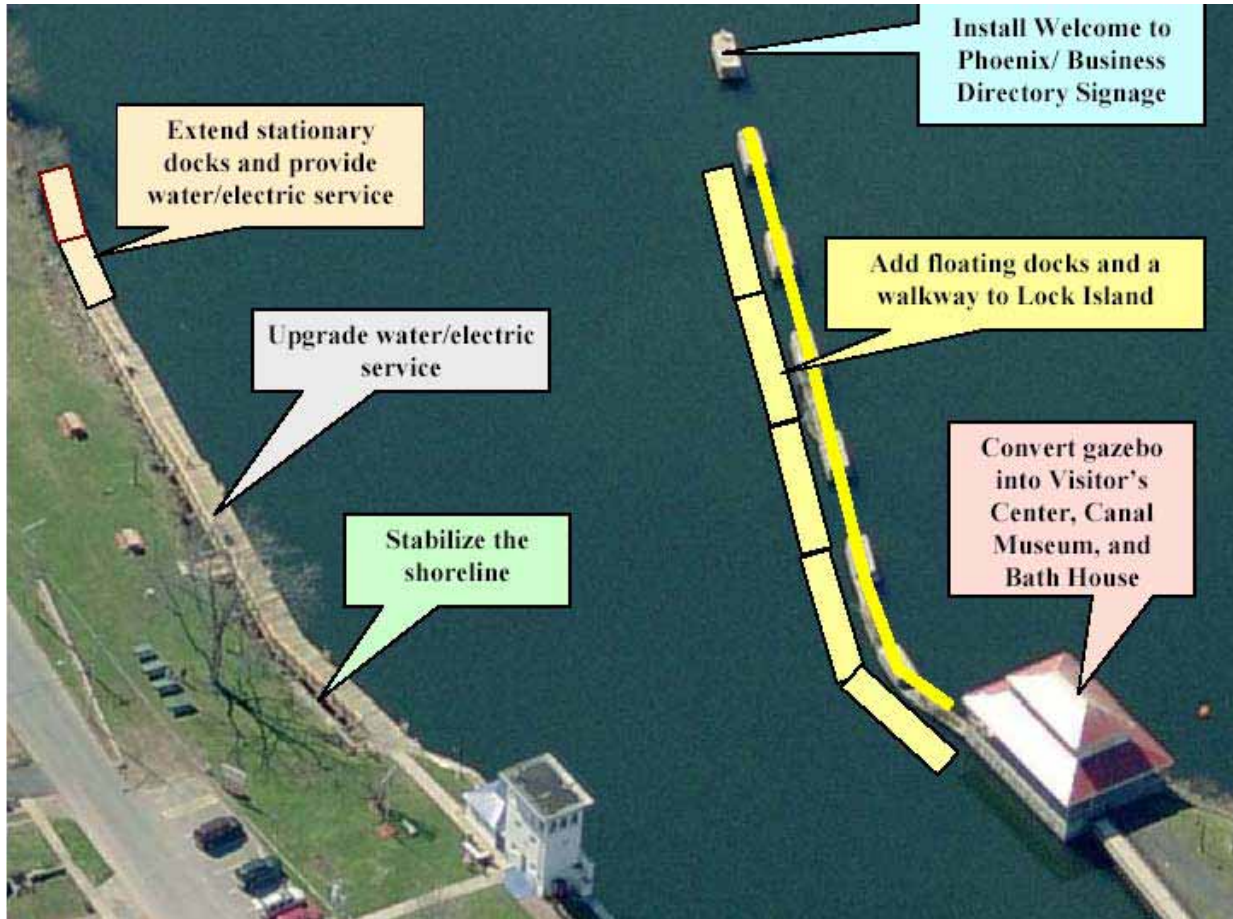 Install Welcome to
Phoenix/ Business
Directory Signage
Extend stationary
docks and provide
water/electric service
Add floating docks and a
walkway to Lock Island
Upgrade water/electric
service
Convert gazebo
into Visitor's
Center, Canal
Museum, and
Bath House
Stabilize the
shoreline